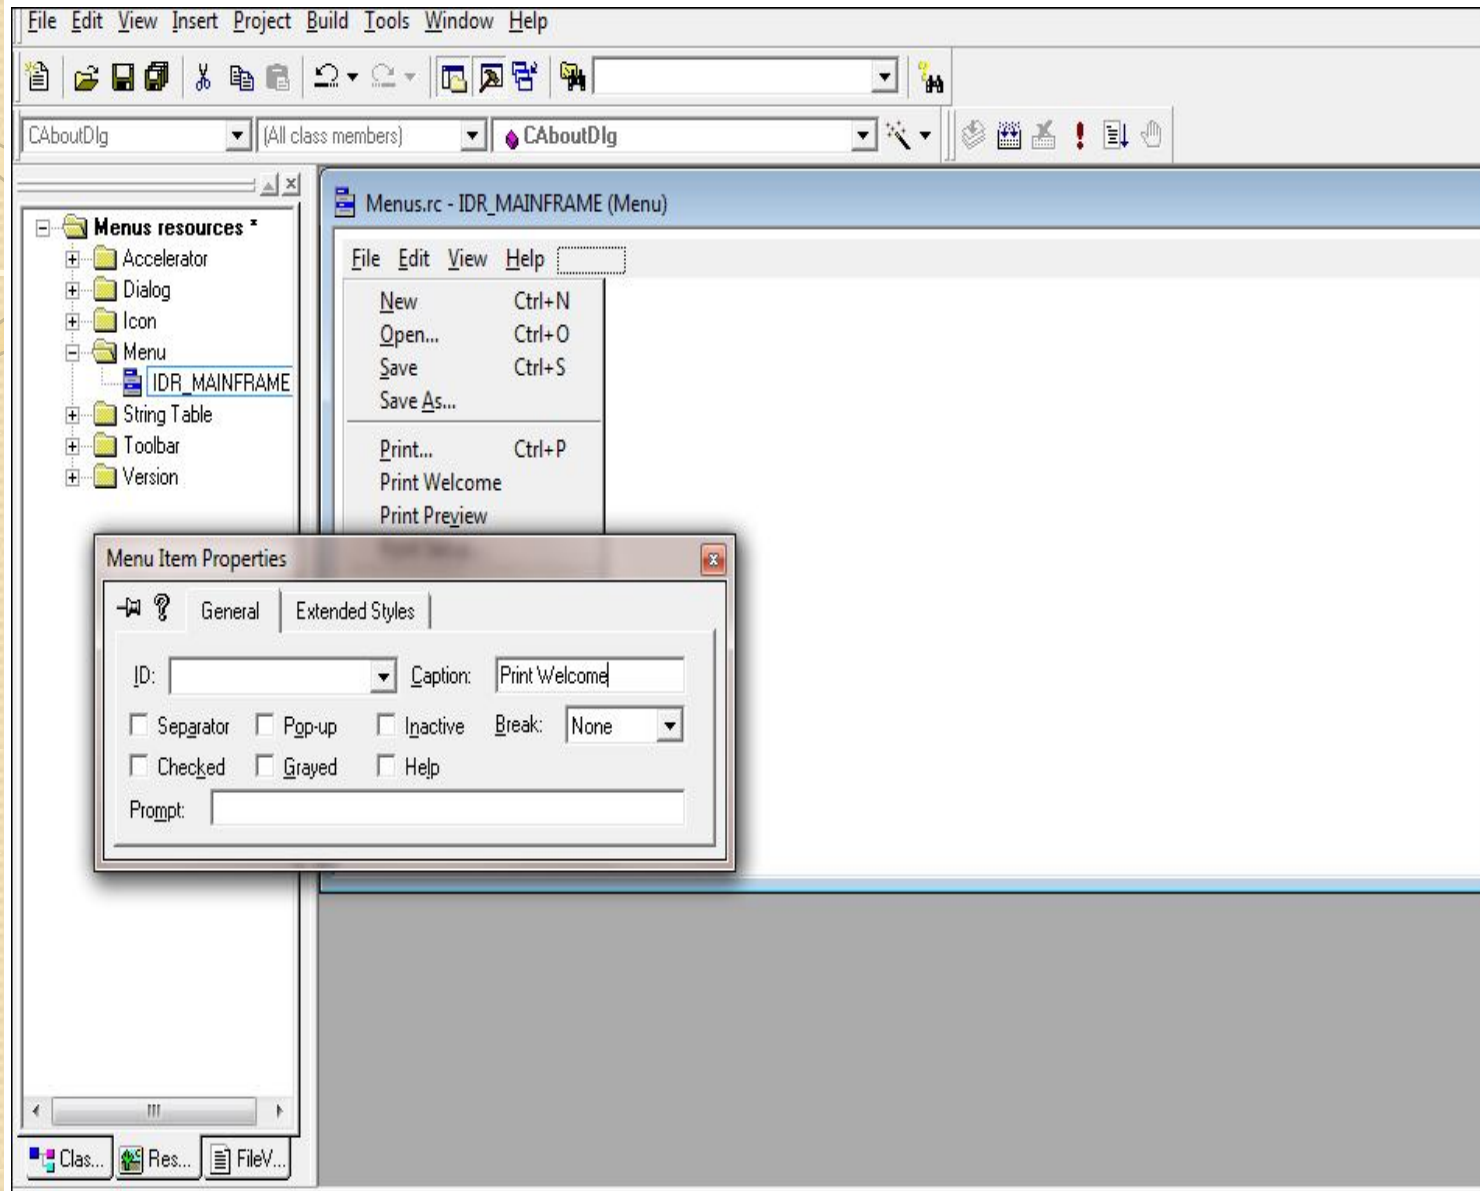 File Edit View Insert Project Build Tools Window Help
CAboutDlg (All class members) CAboutDlg
Menus.rc - IDR_MAINFRAME (Menu)
Menus resources *
Accelerator
Dialog
Icon
Menu
IDR_MAINFRAME
String Table
Toolbar
Version
File Edit View Help
New Ctrl+N
Open... Ctrl+O
Save Ctrl+S
Save As...
Print... Ctrl+P
Print Welcome
Print Preview
Menu Item Properties
General Extended Styles
ID: Caption: Print Welcome
Separator Pop-up Inactive Break: None
Checked Grayed Help
Prompt:
Clas... Res... FileV...